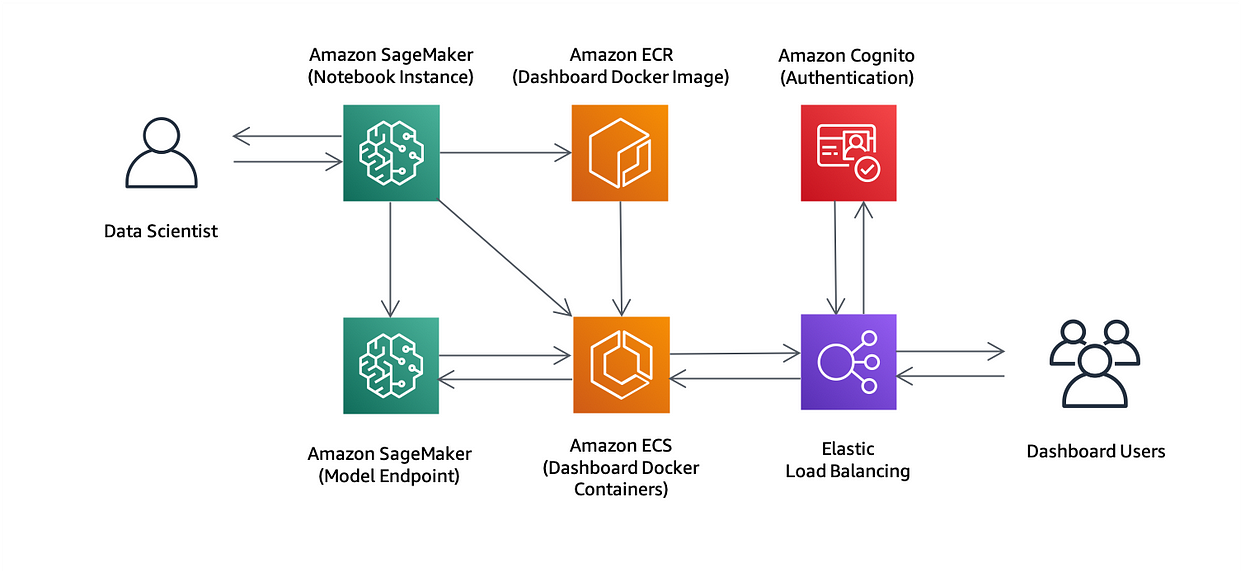 Amazon SageMaker
(Notebook Instance)
Amazon ECR
(Dashboard Docker Image)
Amazon Cognito
(Authentication)
Data Scientist
Amazon SageMaker
(Model Endpoint)
Amazon ECS
(Dashboard Docker
Containers)
Elastic
Load Balancing
Dashboard Users